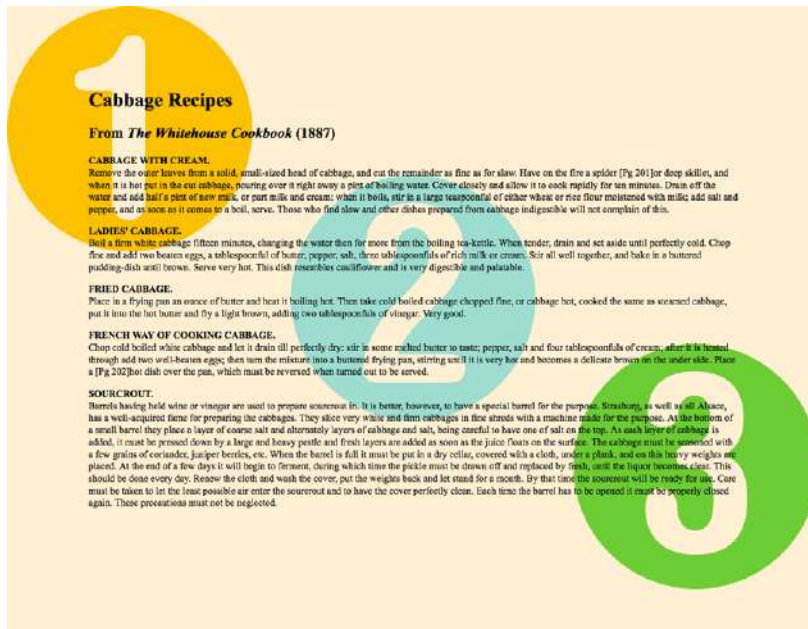 1
Cabbage Recipes
From The Whitehouse Cookbook (1887)
CABBAGE WITH CREAM.
Remove the outer leaves from a solid, small-sized head of cabbage, and cut the remainder as fine as for slaw. Have on the fire a spider [Pg 201]or deep skillet, and
when it is hot put in the cut cabbage, pouring over it right away a pint of boiling water. Cover closely and allow it to cook rapidly for ten minutes. Drain off the
water and add half a pint of new milk, or part milk and cream; when it boils, stir in a large teaspoonful of either wheat or rice flour moistened with milk; add salt and
pepper, and as soon as it comes to a boil, serve. Those who find slaw and other dishes prepared from cabbage indigestible will not complain of this.
LADIES' CABBAGE.
Boil a firm white cabbage fifteen minutes, changing the water then for more from the boiling tea-kettle. When tender, drain and set aside until perfectly cold. Chop
fine and add two beaten eggs, a tablespoonful of butter, pepper, salt, three tablespoonfuls of rich milk or cream. Stir all well together, and bake in a buttered
pudding-dish until brown. Serve very hot. This dish resembles cauliflower and is very digestible and palatable.
2
FRIED CABBAGE.
Place in a frying pan an ounce of butter and heat it boiling hot. Then take cold boiled cabbage chopped fine, or cabbage hot, cooked the same as steamed cabbage,
put it into the hot butter and fry a light brown, adding two tablespoonfuls of vinegar. Very good.
FRENCH WAY OF COOKING CABBAGE.
Chop cold boiled white cabbage and let it drain till perfectly dry: stir in some melted butter to taste; pepper, salt and four tablespoonfuls of cream; after it is heated
through add two well-beaten eggs; then turn the mixture into a buttered frying pan, stirring until it is very hot and becomes a delicate brown on the under side. Place
a [Pg 202]hot dish over the pan, which must be reversed when turned out to be served.
SOURCROUT.
Barrels having held wine or vinegar are used to prepare sourcrout in. It is better, however, to have a special barrel for the purpose. Strasburg, as well as all Alsace,
has a well-acquired fame for preparing the cabbages. They slice very white and firm cabbages in fine shreds with a machine made for the purpose. At the bottom of
a small barrel they place a layer of coarse salt and alternately layers of cabbage and salt, being careful to have one of salt on the top. As each layer of cabbage is
added, it must be pressed down by a large and heavy pestle and fresh layers are added as soon as the juice floats on the surface. The cabbage must be seasoned with
a few grains of coriander, juniper berries, etc. When the barrel is full it must be put in a dry cellar, covered with a cloth, under a plank, and on this heavy weights are
placed. At the end of a few days it will begin to ferment, during which time the pickle must be drawn off and replaced by fresh, until the liquor becomes clear. This
should be done every day. Renew the cloth and wash the cover, put the weights back and let stand for a month. By that time the sourcrout will be ready for use. Care
must be taken to let the least possible air enter the sourcrout and to have the cover perfectly clean. Each time the barrel has to be opened it must be properly closed
again. These precautions must not be neglected.
3